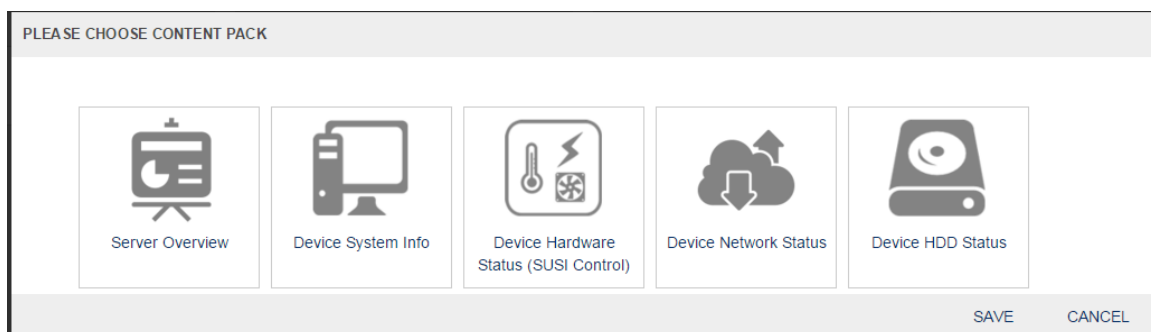 PLEASE CHOOSE CONTENT PACK
Server Overview
Device System Info
Device Hardware
Status (SUSI Control)
Device Network Status
Device HDD Status
SAVE
CANCEL